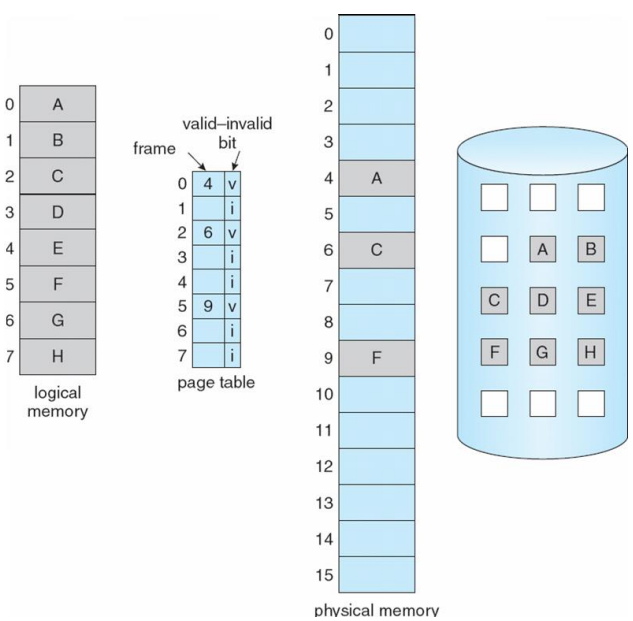 0 A
1 B
2 C
3 D
4 E
5 F
6 G
7 H
logical
memory
valid–invalid
bit
frame
0 4 v
1 i
2 6 v
3 i
4 i
5 9 v
6 i
7 i
page table
0
1
2
3
4 A
5
6 C
7
8
9 F
10
11
12
13
14
15
physical memory
A B
C D E
F G H